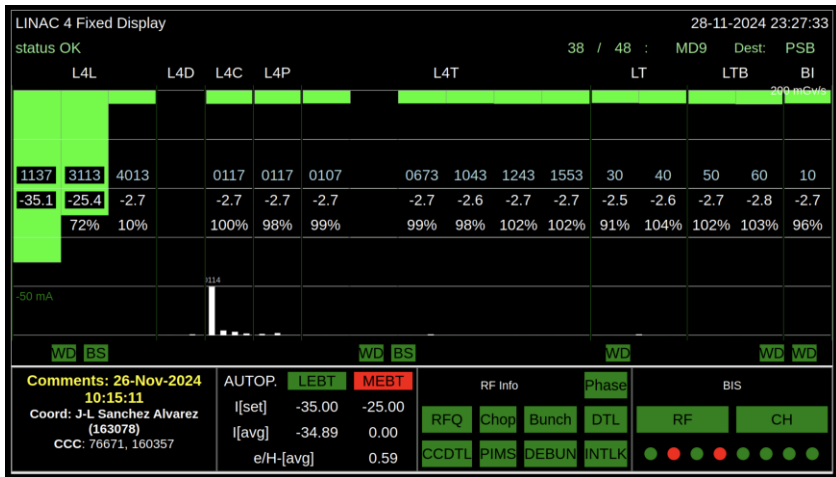 LINAC 4 Fixed Display 28-11-2024 23:27:33
status OK 38 / 48 : MD9 Dest: PSB
L4L L4D L4C L4P L4T LT LTB BI
200 mGv/s
1137 3113 4013 0117 0117 0107 0673 1043 1243 1553 30 40 50 60 10
-35.1 -25.4 -2.7 -2.7 -2.7 -2.7 -2.7 -2.6 -2.7 -2.7 -2.5 -2.6 -2.7 -2.8 -2.7
72% 10% 100% 98% 99% 99% 98% 102% 102% 91% 104% 102% 103% 96%
-50 mA
WD BS WD BS WD WD WD
Comments: 26-Nov-2024
10:15:11
Coord: J-L Sanchez Alvarez
(163078)
CCC: 76671, 160357
AUTOP. LEBT MEBT
I[set] -35.00 -25.00
I[avg] -34.89 0.00
e/H-[avg] 0.59
RF Info Phase
RFQ Chop Bunch DTL
CCDTL PIMS DEBUN INTLK
BIS
RF CH